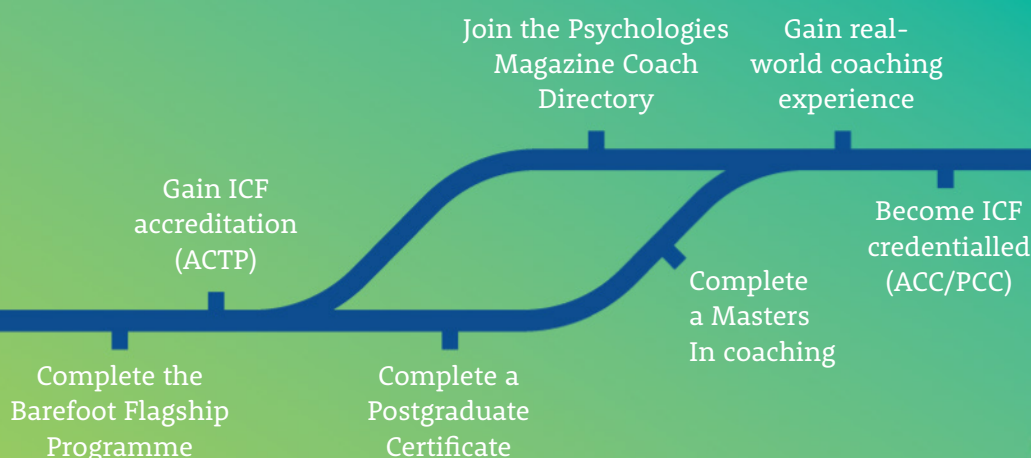 Join the Psychologies
Magazine Coach
Directory
Gain real-
world coaching
experience
Gain ICF
accreditation
(ACTP)
Become ICF
credentialled
(ACC/PCC)
Complete
a Masters
In coaching
Complete the
Barefoot Flagship
Programme
Complete a
Postgraduate
Certificate